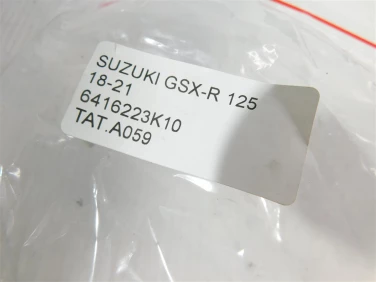 SUZUKI GSX-R 125
18-21
6416223K10
TAT.A059